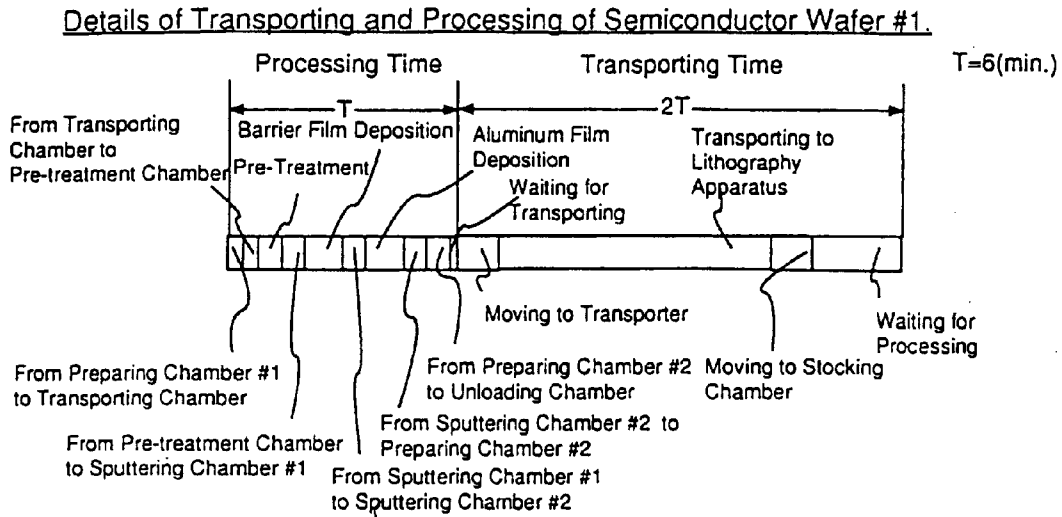 Details of Transporting and Processing of Semiconductor Wafer #1.
Processing Time
Transporting Time
T=6(min.)
T
2T
From Transporting
Chamber to
Pre-treatment Chamber
Barrier Film Deposition
Pre-Treatment
Aluminum Film
Deposition
Waiting for
Transporting
Transporting to
Lithography
Apparatus
Moving to Transporter
Waiting for
Processing
From Preparing Chamber #1
to Transporting Chamber
From Preparing Chamber #2
to Unloading Chamber
Moving to Stocking
Chamber
From Pre-treatment Chamber
to Sputtering Chamber #1
From Sputtering Chamber #2 to
Preparing Chamber #2
From Sputtering Chamber #1
to Sputtering Chamber #2